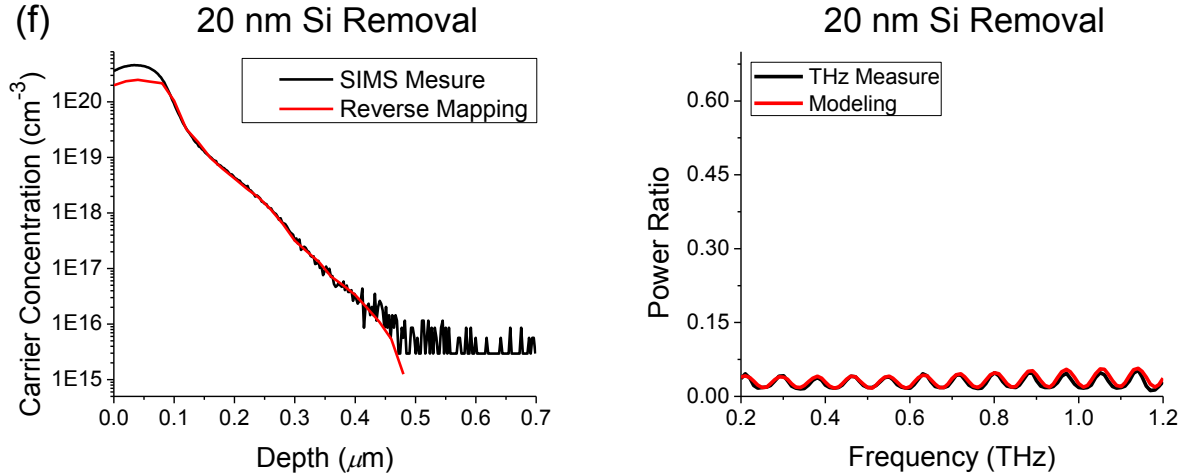 (f)
20 nm Si Removal
Carrier Concentration (cm⁻³)
1E20
1E19
1E18
1E17
1E16
1E15
SIMS Mesure
Reverse Mapping
0.0 0.1 0.2 0.3 0.4 0.5 0.6 0.7
Depth (μm)
20 nm Si Removal
Power Ratio
0.60
0.45
0.30
0.15
0.00
THz Measure
Modeling
0.2 0.4 0.6 0.8 1.0 1.2
Frequency (THz)